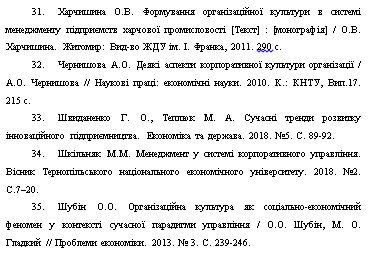 31. Харчишина О.В. Формування організаційної культури в системі
менеджменту підприємств харчової промисловості [Текст] : [монографія] / О.В.
Харчишина. Житомир: Вид-во ЖДУ ім. І. Франка, 2011. 290 с.
32. Чернишова А.О. Деякі аспекти корпоративної культури організації /
А.О. Чернишова // Наукові праці: економічні науки. 2010. К.: КНТУ, Вип.17.
215 с.
33. Швиданенко Г. О., Теплюк М. А. Сучасні тренди розвитку
інноваційного підприємництва. Економіка та держава. 2018. №5. С. 89-92.
34. Шкільняк М.М. Менеджмент у системі корпоративного управління.
Вісник Тернопільського національного економічного університету. 2018. №2.
С.7–20.
35. Шубін О.О. Організаційна культура як соціально-економічний
феномен у контексті сучасної парадигми управління / О.О. Шубін, М. О.
Гладкий // Проблеми економіки. 2013. № 3. С. 239-246.